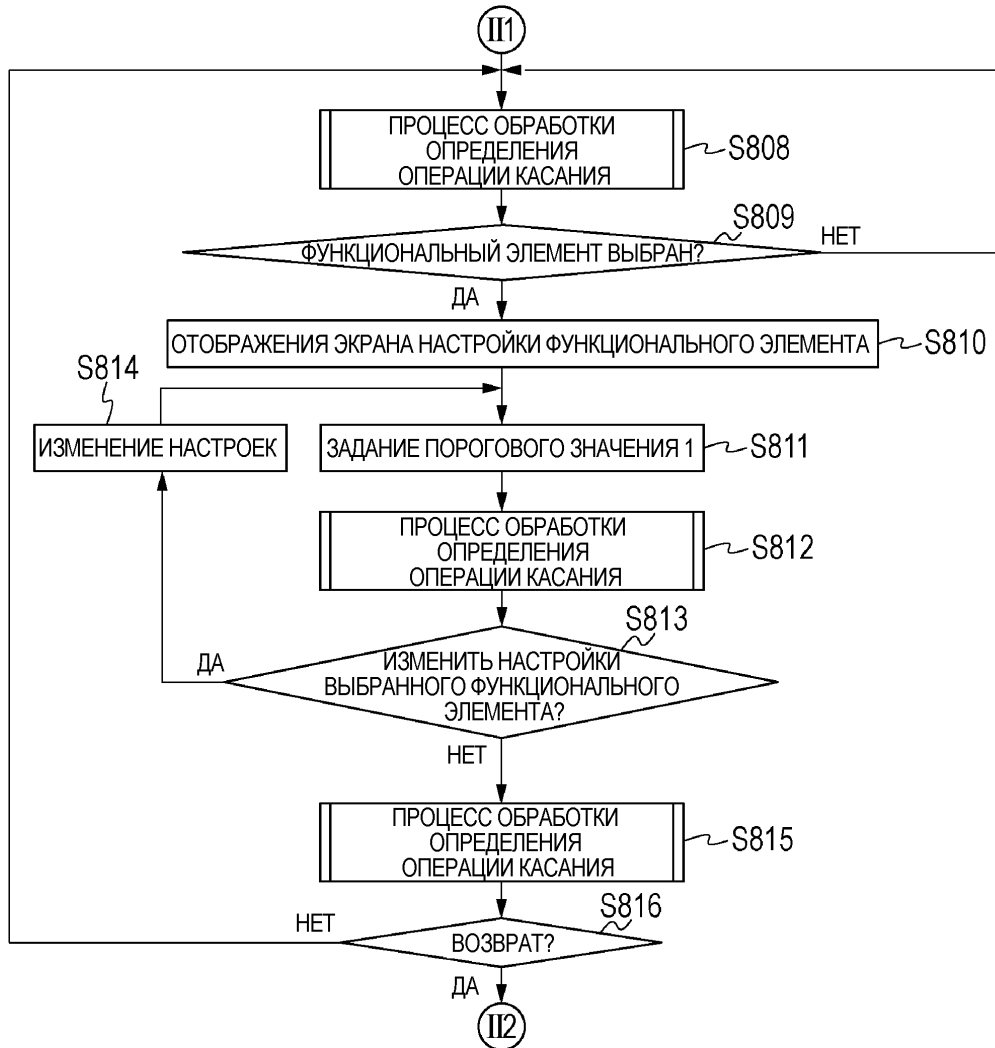 II1
ПРОЦЕСС ОБРАБОТКИ
ОПРЕДЕЛЕНИЯ
ОПЕРАЦИИ КАСАНИЯ
S808
S809
ФУНКЦИОНАЛЬНЫЙ ЭЛЕМЕНТ ВЫБРАН?
НЕТ
ДА
ОТОБРАЖЕНИЯ ЭКРАНА НАСТРОЙКИ ФУНКЦИОНАЛЬНОГО ЭЛЕМЕНТА
S810
S814
ИЗМЕНЕНИЕ НАСТРОЕК
ЗАДАНИЕ ПОРОГОВОГО ЗНАЧЕНИЯ 1
S811
ПРОЦЕСС ОБРАБОТКИ
ОПРЕДЕЛЕНИЯ
ОПЕРАЦИИ КАСАНИЯ
S812
S813
ДА
ИЗМЕНИТЬ НАСТРОЙКИ
ВЫБРАННОГО ФУНКЦИОНАЛЬНОГО
ЭЛЕМЕНТА?
НЕТ
ПРОЦЕСС ОБРАБОТКИ
ОПРЕДЕЛЕНИЯ
ОПЕРАЦИИ КАСАНИЯ
S815
S816
НЕТ
ВОЗВРАТ?
ДА
II2